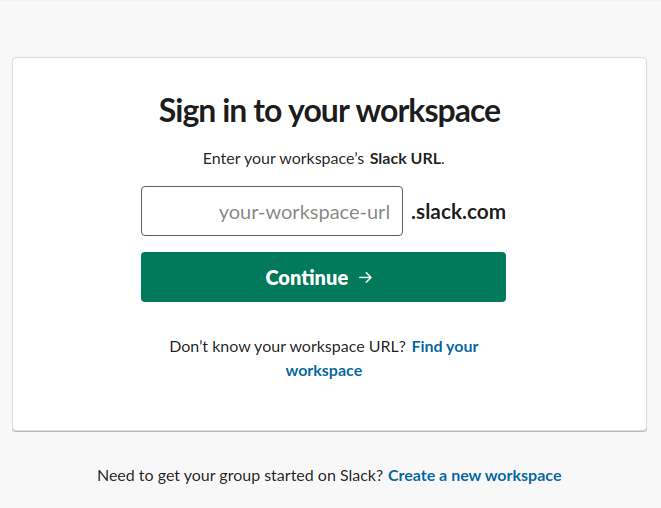 Sign in to your workspace
Enter your workspace’s Slack URL.
your-workspace-url .slack.com
Continue →
Don’t know your workspace URL? Find your
workspace
Need to get your group started on Slack? Create a new workspace